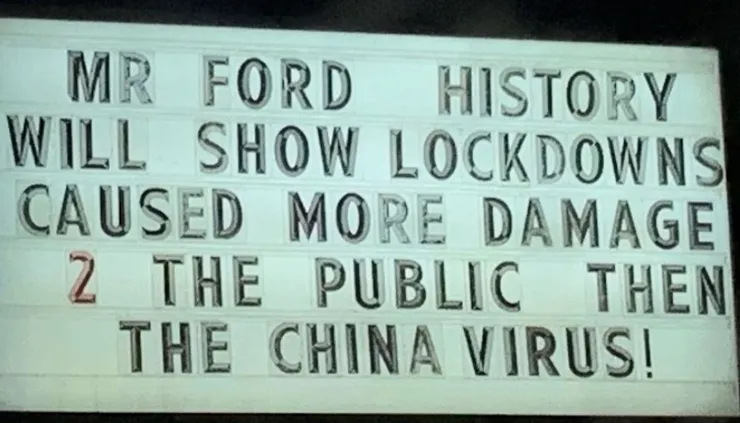 MR FORD HISTORY
WILL SHOW LOCKDOWNS
CAUSED MORE DAMAGE
2 THE PUBLIC THEN
THE CHINA VIRUS!